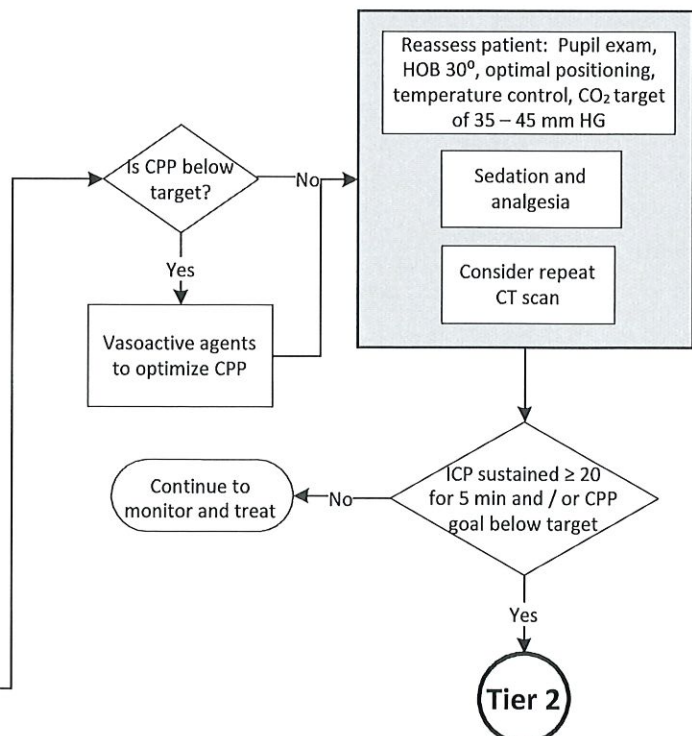 Reassess patient: Pupil exam,
HOB 30⁰, optimal positioning,
temperature control, CO₂ target
of 35 – 45 mm HG
Is CPP below
target?
No
Sedation and
analgesia
Yes
Consider repeat
CT scan
Vasoactive agents
to optimize CPP
ICP sustained ≥ 20
for 5 min and / or CPP
goal below target
No
Continue to
monitor and treat
Yes
Tier 2